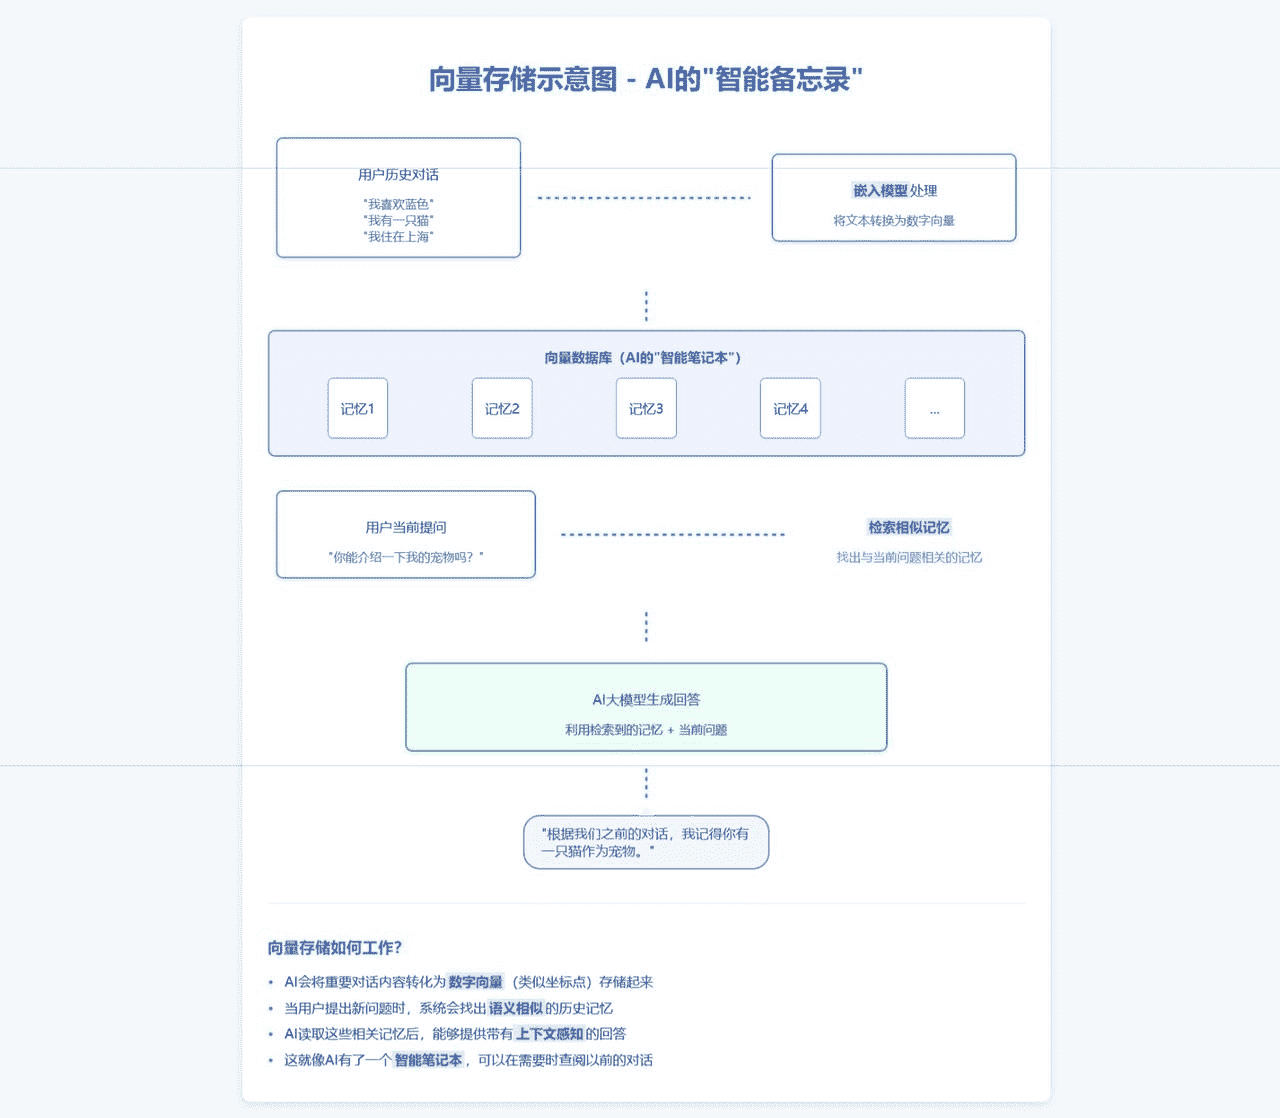 向量存储示意图 - AI的"智能备忘录"
用户历史对话
"我喜欢蓝色"
"我有一只猫"
"我住在上海"
嵌入模型处理
将文本转换为数字向量
向量数据库（AI的"智能笔记本"）
记忆1
记忆2
记忆3
记忆4
...
用户当前提问
"你能介绍一下我的宠物吗？"
检索相似记忆
找出与当前问题相关的记忆
AI大模型生成回答
利用检索到的记忆 + 当前问题
"根据我们之前的对话，我记得你有
一只猫作为宠物。"
向量存储如何工作？
• AI会将重要对话内容转化为数字向量（类似坐标点）存储起来
• 当用户提出新问题时，系统会找出语义相似的历史记忆
• AI读取这些相关记忆后，能够提供带有上下文感知的回答
• 这就像AI有了一个智能笔记本，可以在需要时查阅以前的对话